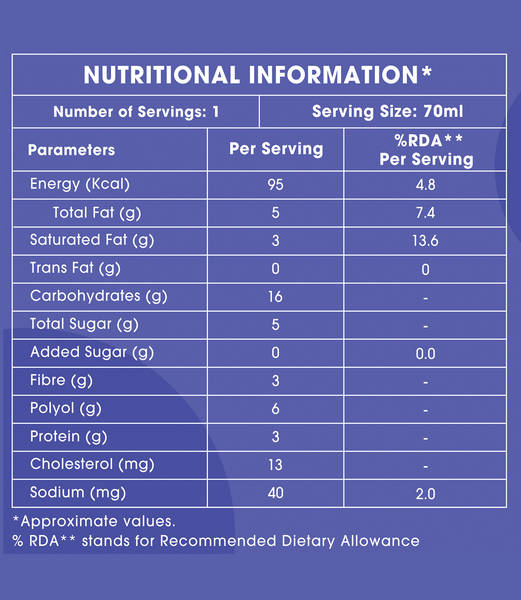 NUTRITIONAL INFORMATION*
Number of Servings: 1 Serving Size: 70ml
Parameters Per Serving %RDA** Per Serving
Energy (Kcal) 95 4.8
Total Fat (g) 5 7.4
Saturated Fat (g) 3 13.6
Trans Fat (g) 0 0
Carbohydrates (g) 16 -
Total Sugar (g) 5 -
Added Sugar (g) 0 0.0
Fibre (g) 3 -
Polyol (g) 6 -
Protein (g) 3 -
Cholesterol (mg) 13 -
Sodium (mg) 40 2.0
*Approximate values.
% RDA** stands for Recommended Dietary Allowance